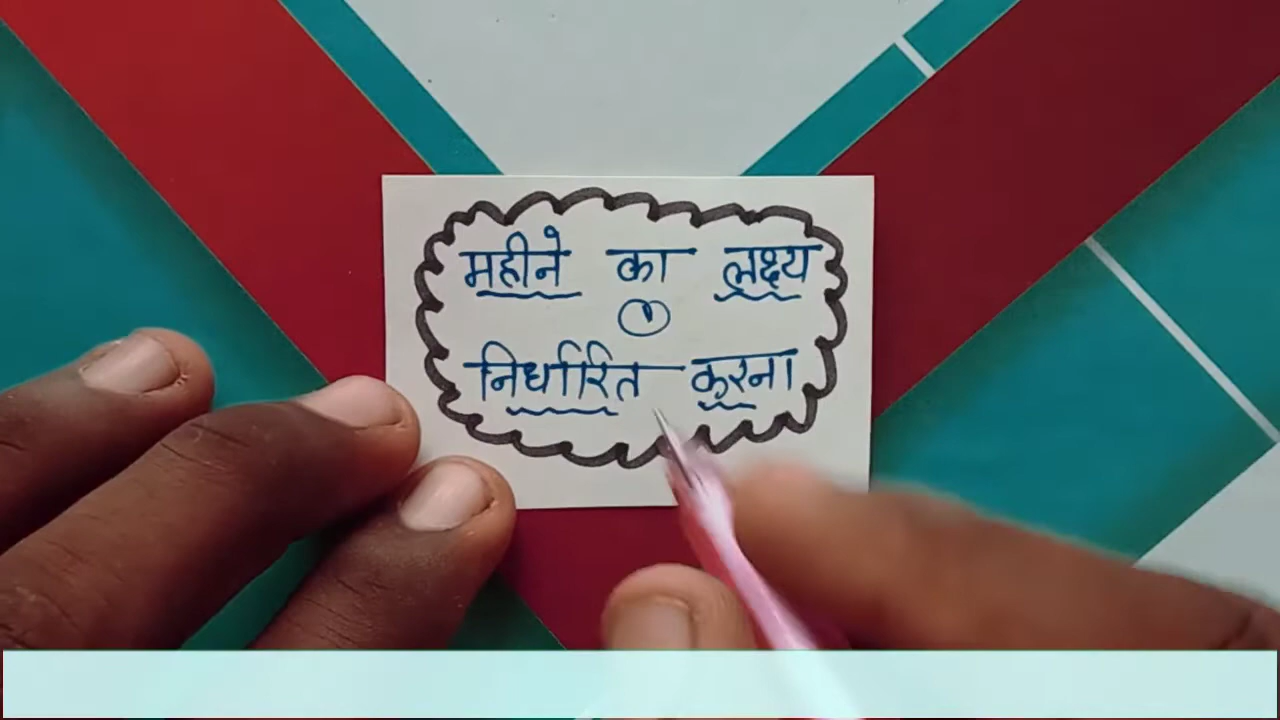 महीने का लक्ष्य
निर्धारित करना